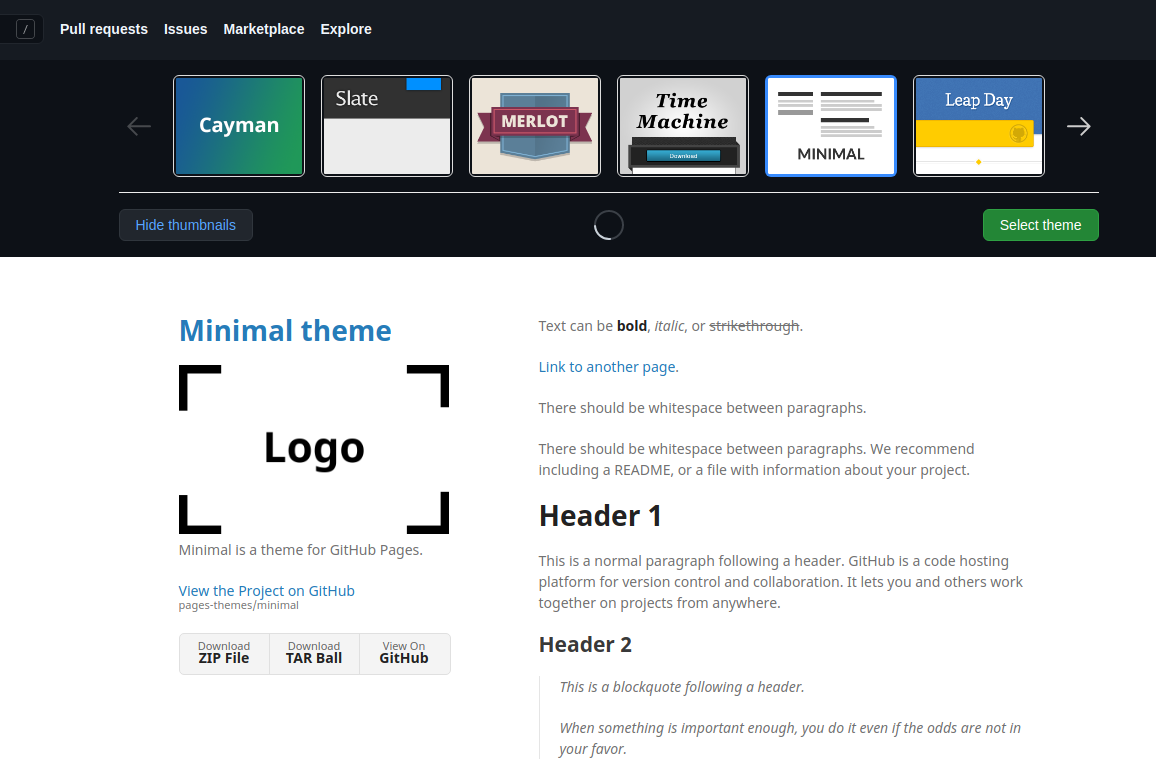 / Pull requests Issues Marketplace Explore
Cayman
Slate
MERLOT
Time
Machine
Download
MINIMAL
Leap Day
Hide thumbnails
Select theme
Minimal theme
Logo
Minimal is a theme for GitHub Pages.
View the Project on GitHub
pages-themes/minimal
Download
ZIP File
Download
TAR Ball
View On
GitHub
Text can be bold, italic, or strikethrough.
Link to another page.
There should be whitespace between paragraphs.
There should be whitespace between paragraphs. We recommend
including a README, or a file with information about your project.
Header 1
This is a normal paragraph following a header. GitHub is a code hosting
platform for version control and collaboration. It lets you and others work
together on projects from anywhere.
Header 2
This is a blockquote following a header.
When something is important enough, you do it even if the odds are not in
your favor.